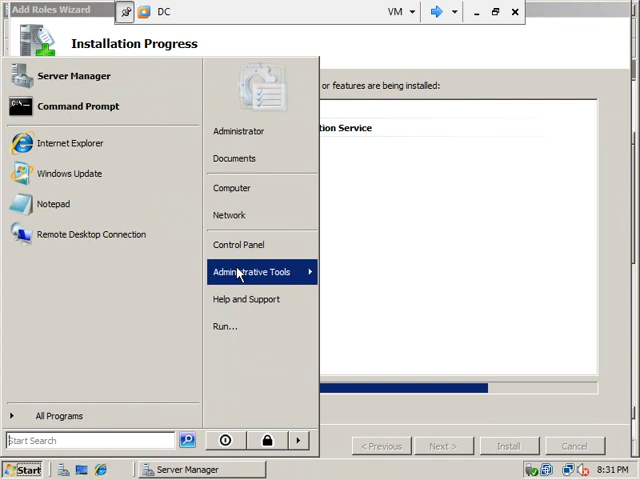 Add Roles Wizard
DC
VM
Installation Progress
Server Manager
Command Prompt
Internet Explorer
Windows Update
Notepad
Remote Desktop Connection
All Programs
Start Search
Administrator
Documents
Computer
Network
Control Panel
Administrative Tools
Help and Support
Run...
or features are being installed:
tion Service
< Previous
Next >
Install
Cancel
Start
Server Manager
8:31 PM